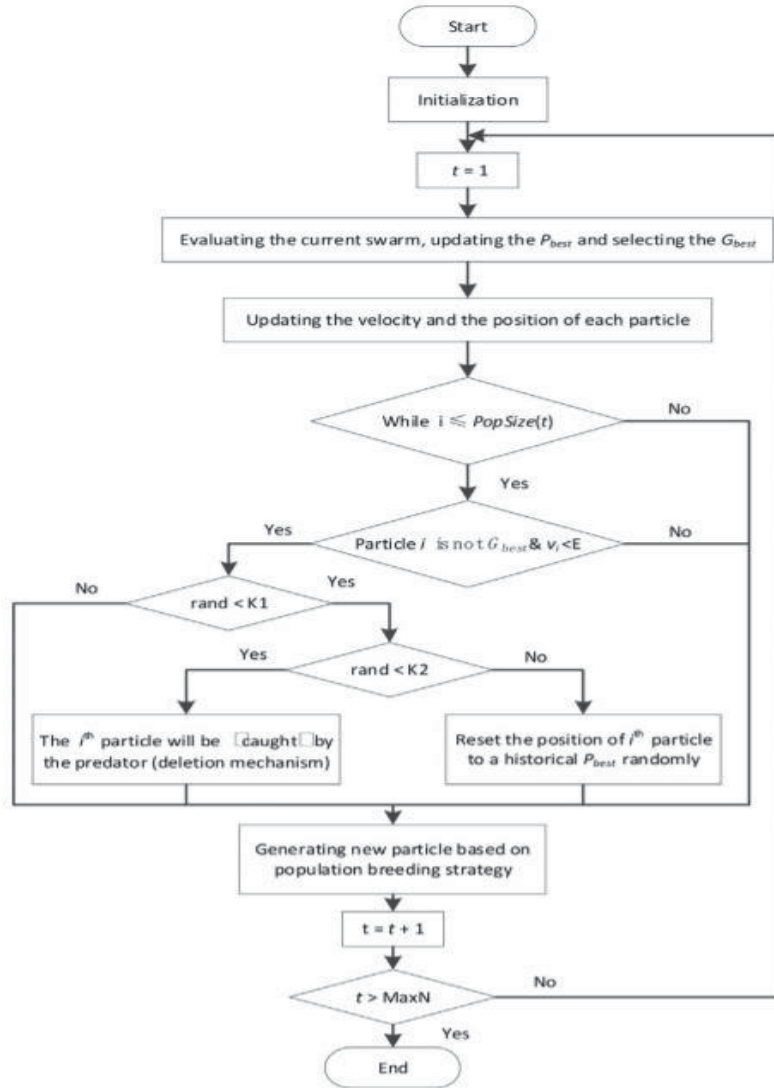 Start
Initialization
t = 1
Evaluating the current swarm, updating the Pbest and selecting the Gbest
Updating the velocity and the position of each particle
While i ≤ PopSize(t)
No
Yes
Yes
Particle i is not Gbest & vi<E
No
No
rand < K1
Yes
Yes
rand < K2
No
The ith particle will be □caught□ by
the predator (deletion mechanism)
Reset the position of ith particle
to a historical Pbest randomly
Generating new particle based on
population breeding strategy
t = t + 1
t > MaxN
No
Yes
End